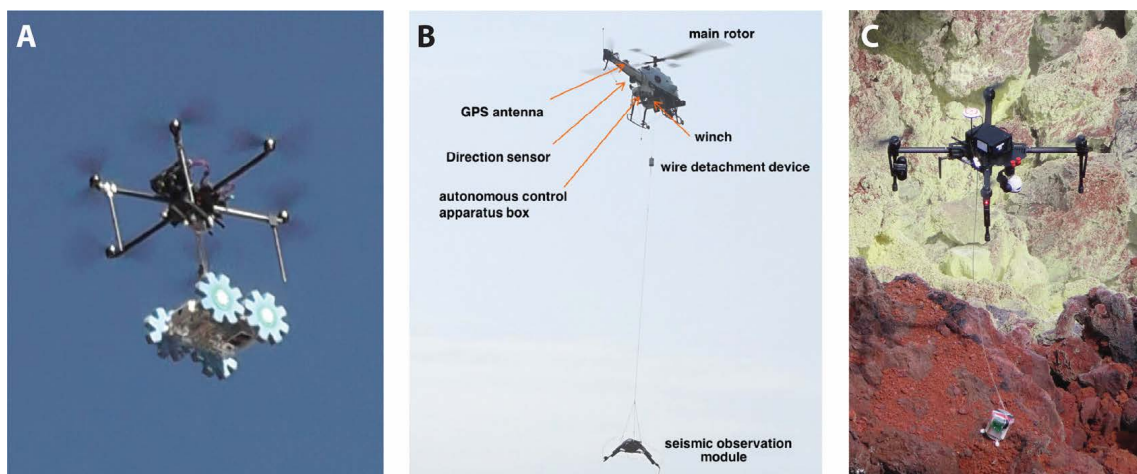 A
B
C
main rotor
GPS antenna
winch
Direction sensor
wire detachment device
autonomous control
apparatus box
seismic observation
module